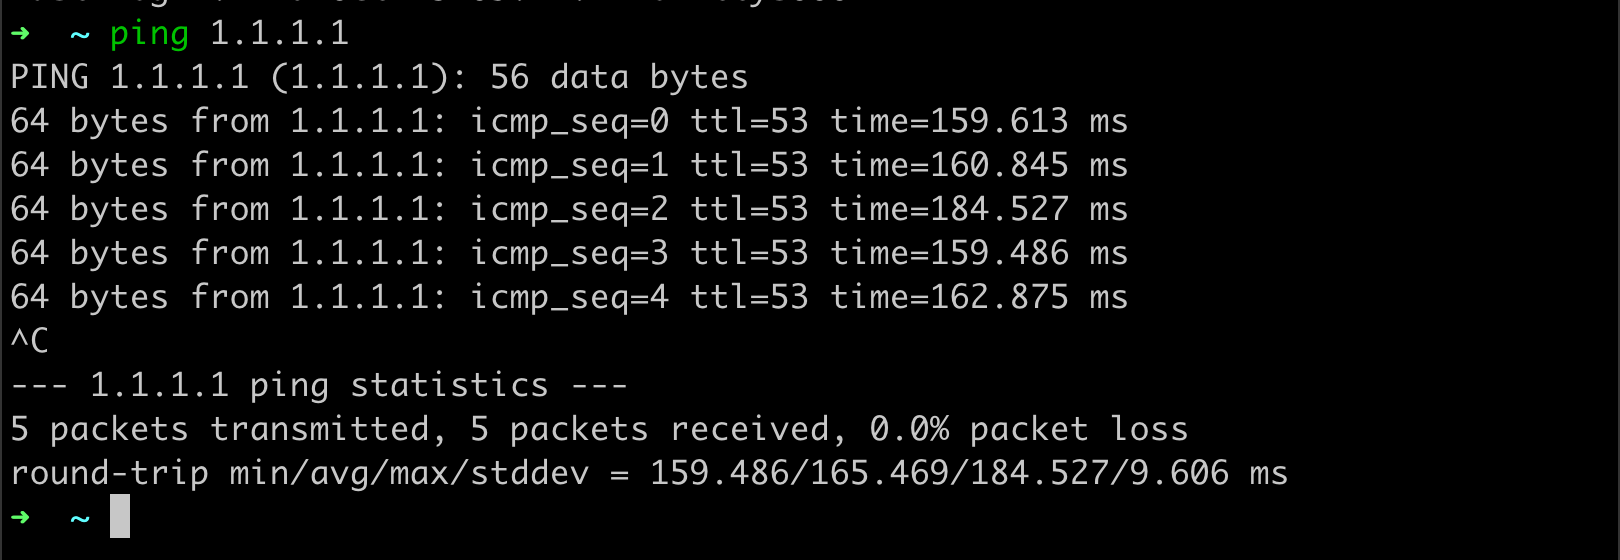 ➜  ~ ping 1.1.1.1
PING 1.1.1.1 (1.1.1.1): 56 data bytes
64 bytes from 1.1.1.1: icmp_seq=0 ttl=53 time=159.613 ms
64 bytes from 1.1.1.1: icmp_seq=1 ttl=53 time=160.845 ms
64 bytes from 1.1.1.1: icmp_seq=2 ttl=53 time=184.527 ms
64 bytes from 1.1.1.1: icmp_seq=3 ttl=53 time=159.486 ms
64 bytes from 1.1.1.1: icmp_seq=4 ttl=53 time=162.875 ms
^C
--- 1.1.1.1 ping statistics ---
5 packets transmitted, 5 packets received, 0.0% packet loss
round-trip min/avg/max/stddev = 159.486/165.469/184.527/9.606 ms
➜  ~